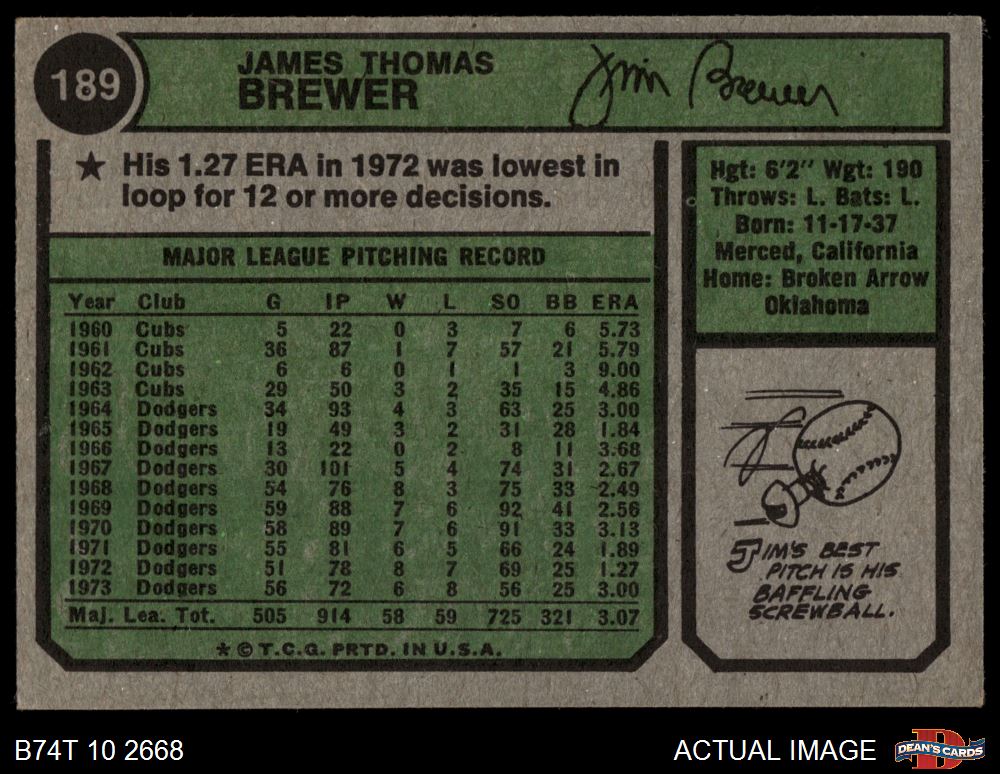 189
JAMES THOMAS
BREWER
Jim Brewer
★ His 1.27 ERA in 1972 was lowest in
loop for 12 or more decisions.
MAJOR LEAGUE PITCHING RECORD
Year Club G IP W L SO BB ERA
1960 Cubs 5 22 0 3 7 6 5.73
1961 Cubs 36 87 1 7 57 21 5.79
1962 Cubs 6 6 0 1 1 3 9.00
1963 Cubs 29 50 3 2 35 15 4.86
1964 Dodgers 34 93 4 3 63 25 3.00
1965 Dodgers 19 49 3 2 31 28 1.84
1966 Dodgers 13 22 0 2 8 11 3.68
1967 Dodgers 30 101 5 4 74 31 2.67
1968 Dodgers 54 76 8 3 75 33 2.49
1969 Dodgers 59 88 7 6 92 41 2.56
1970 Dodgers 58 89 7 6 91 33 3.13
1971 Dodgers 55 81 6 5 66 24 1.89
1972 Dodgers 51 78 8 7 69 25 1.27
1973 Dodgers 56 72 6 8 56 25 3.00
Maj. Lea. Tot. 505 914 58 59 725 321 3.07
★ © T.C.G. PRTD. IN U.S.A.
Hgt: 6'2" Wgt: 190
Throws: L. Bats: L.
Born: 11-17-37
Merced, California
Home: Broken Arrow
Oklahoma
JIM'S BEST
PITCH IS HIS
BAFFLING
SCREWBALL.
B74T 10 2668
ACTUAL IMAGE
D
DEAN'S CARDS